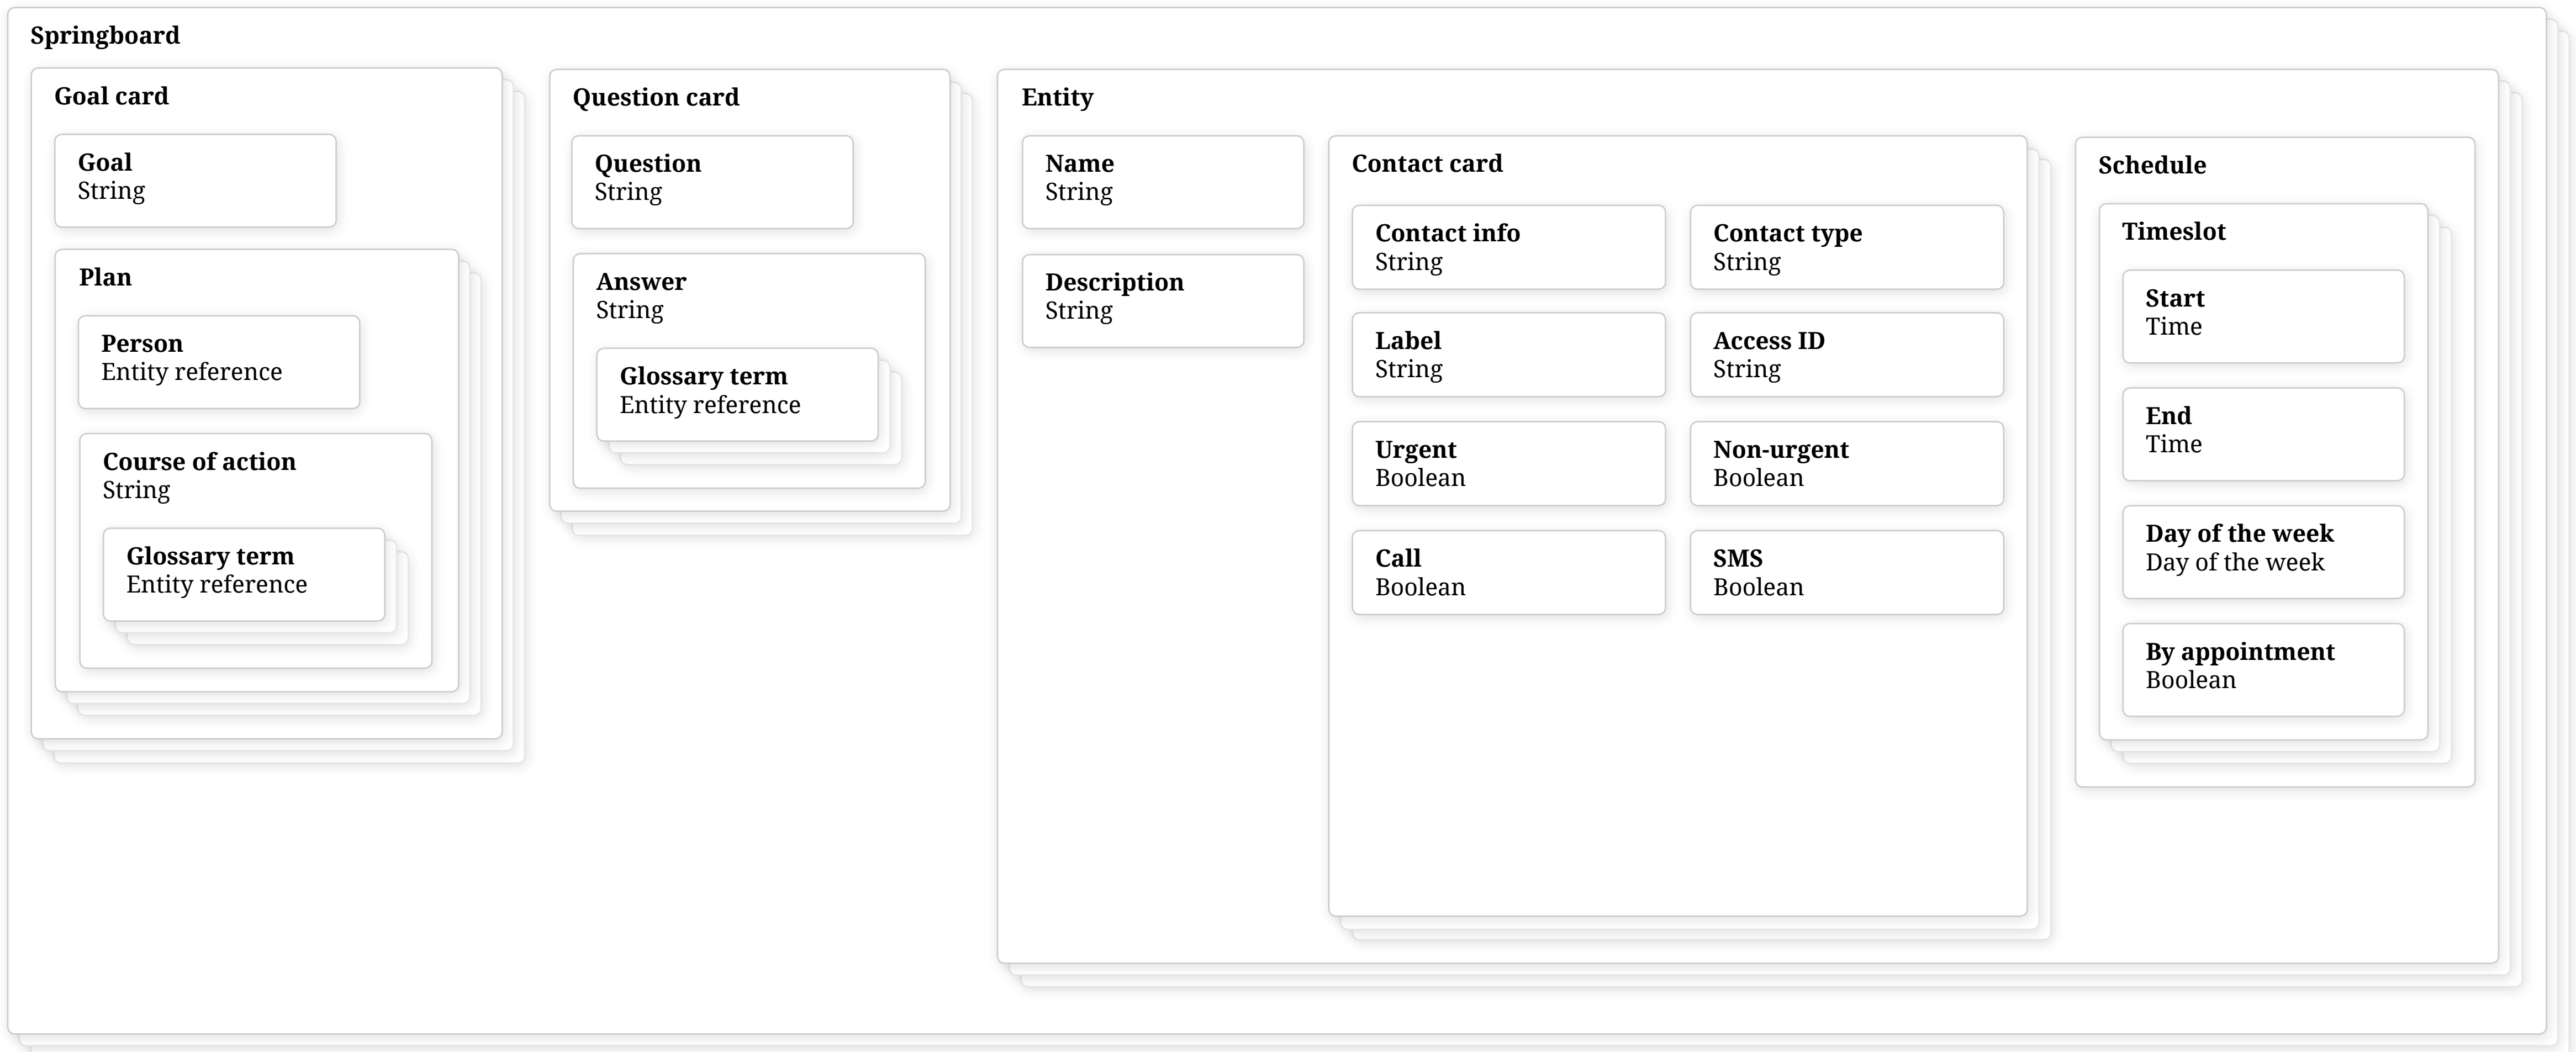 Springboard
Goal card
Goal
String
Plan
Person
Entity reference
Course of action
String
Glossary term
Entity reference
Question card
Question
String
Answer
String
Glossary term
Entity reference
Entity
Name
String
Description
String
Contact card
Contact info
String
Contact type
String
Label
String
Access ID
String
Urgent
Boolean
Non-urgent
Boolean
Call
Boolean
SMS
Boolean
Schedule
Timeslot
Start
Time
End
Time
Day of the week
Day of the week
By appointment
Boolean